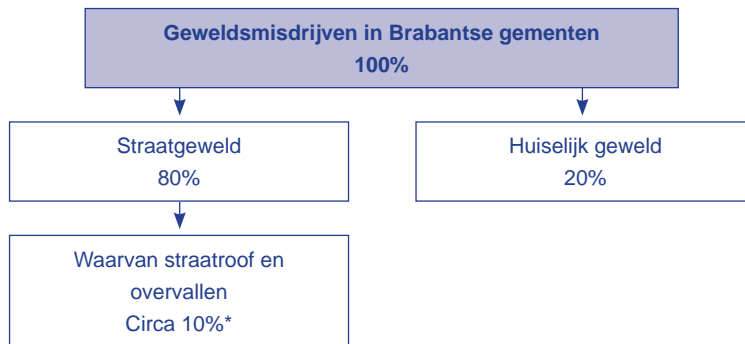 Geweldsmisdrijven in Brabantse gementen
100%
Straatgeweld
80%
Huiselijk geweld
20%
Waarvan straatroof en
overvallen
Circa 10%*